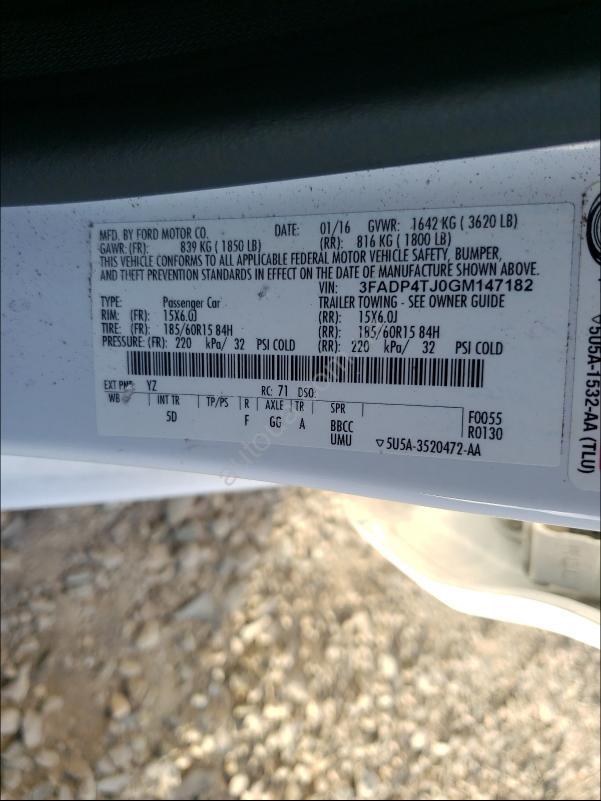 MFD. BY FORD MOTOR CO. DATE: 01/16 GVWR: 1642 KG ( 3620 LB)
GAWR: (FR): 839 KG ( 1850 LB) (RR): 816 KG ( 1800 LB)
THIS VEHICLE CONFORMS TO ALL APPLICABLE FEDERAL MOTOR VEHICLE SAFETY, BUMPER,
AND THEFT PREVENTION STANDARDS IN EFFECT ON THE DATE OF MANUFACTURE SHOWN ABOVE.
VIN: 3FADP4TJ0GM147182
TYPE: Passenger Car TRAILER TOWING - SEE OWNER GUIDE
RIM: (FR): 15X6.0J (RR): 15X6.0J
TIRE: (FR): 185/60R15 84H (RR): 185/60R15 84H
PRESSURE: (FR): 220 kPa/ 32 PSI COLD (RR): 220 kPa/ 32 PSI COLD
EXT PNT: YZ RC: 71 DSO:
WB INT TR TP/PS R AXLE TR SPR F0055
5D F GG A BBCC R0130
UMU ▽5U5A-3520472-AA
▽5U5A-1532-AA (TLU)